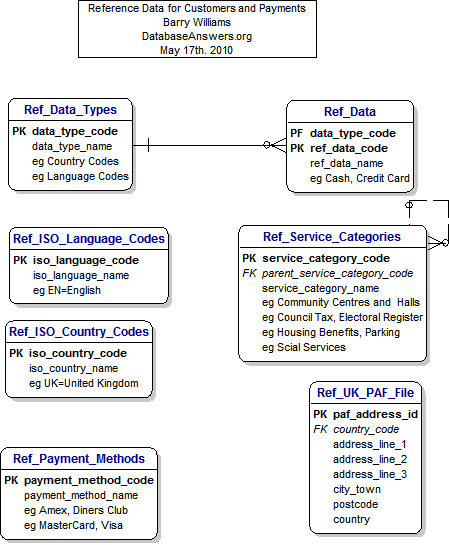 Reference Data for Customers and Payments
Barry Williams
DatabaseAnswers.org
May 17th. 2010
Ref_Data_Types
PK data_type_code
data_type_name
eg Country Codes
eg Language Codes
Ref_Data
PF data_type_code
PK ref_data_code
ref_data_name
eg Cash, Credit Card
Ref_ISO_Language_Codes
PK iso_language_code
iso_language_name
eg EN=English
Ref_Service_Categories
PK service_category_code
FK parent_service_category_code
service_category_name
eg Community Centres and Halls
eg Council Tax, Electoral Register
eg Housing Benefits, Parking
eg Scial Services
Ref_ISO_Country_Codes
PK iso_country_code
iso_country_name
eg UK=United Kingdom
Ref_UK_PAF_File
PK paf_address_id
FK country_code
address_line_1
address_line_2
address_line_3
city_town
postcode
country
Ref_Payment_Methods
PK payment_method_code
payment_method_name
eg Amex, Diners Club
eg MasterCard, Visa